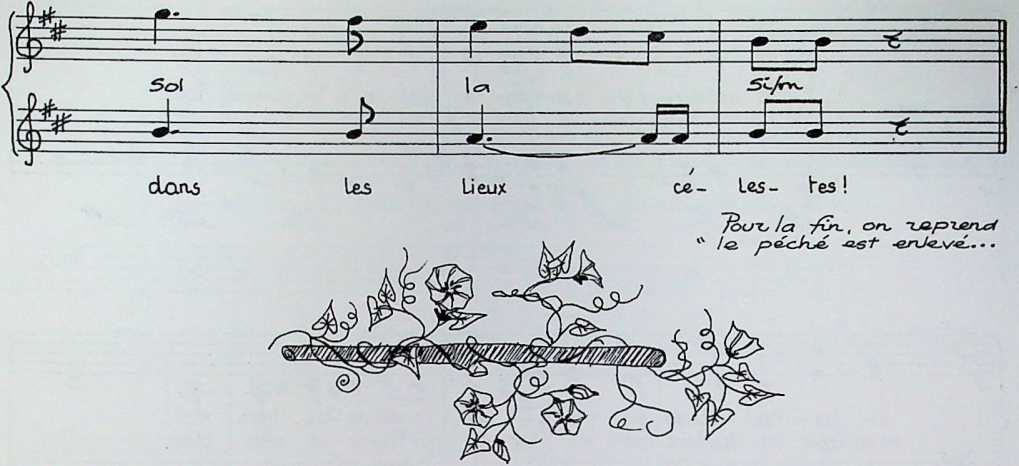 sol la si/m
dans les lieux cé- les- tes!
Pour la fin, on reprend
" le péché est enlevé...